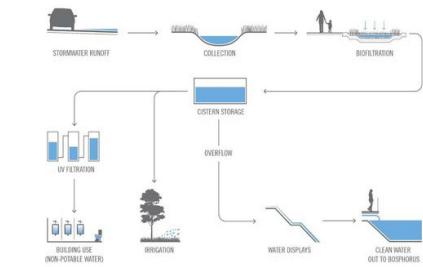 STORMWATER RUNOFF
COLLECTION
BIOFILTRATION
CISTERN STORAGE
OVERFLOW
UV FILTRATION
BUILDING USE
(NON-POTABLE WATER)
IRRIGATION
WATER DISPLAYS
CLEAN WATER
OUT TO BOSPHORUS